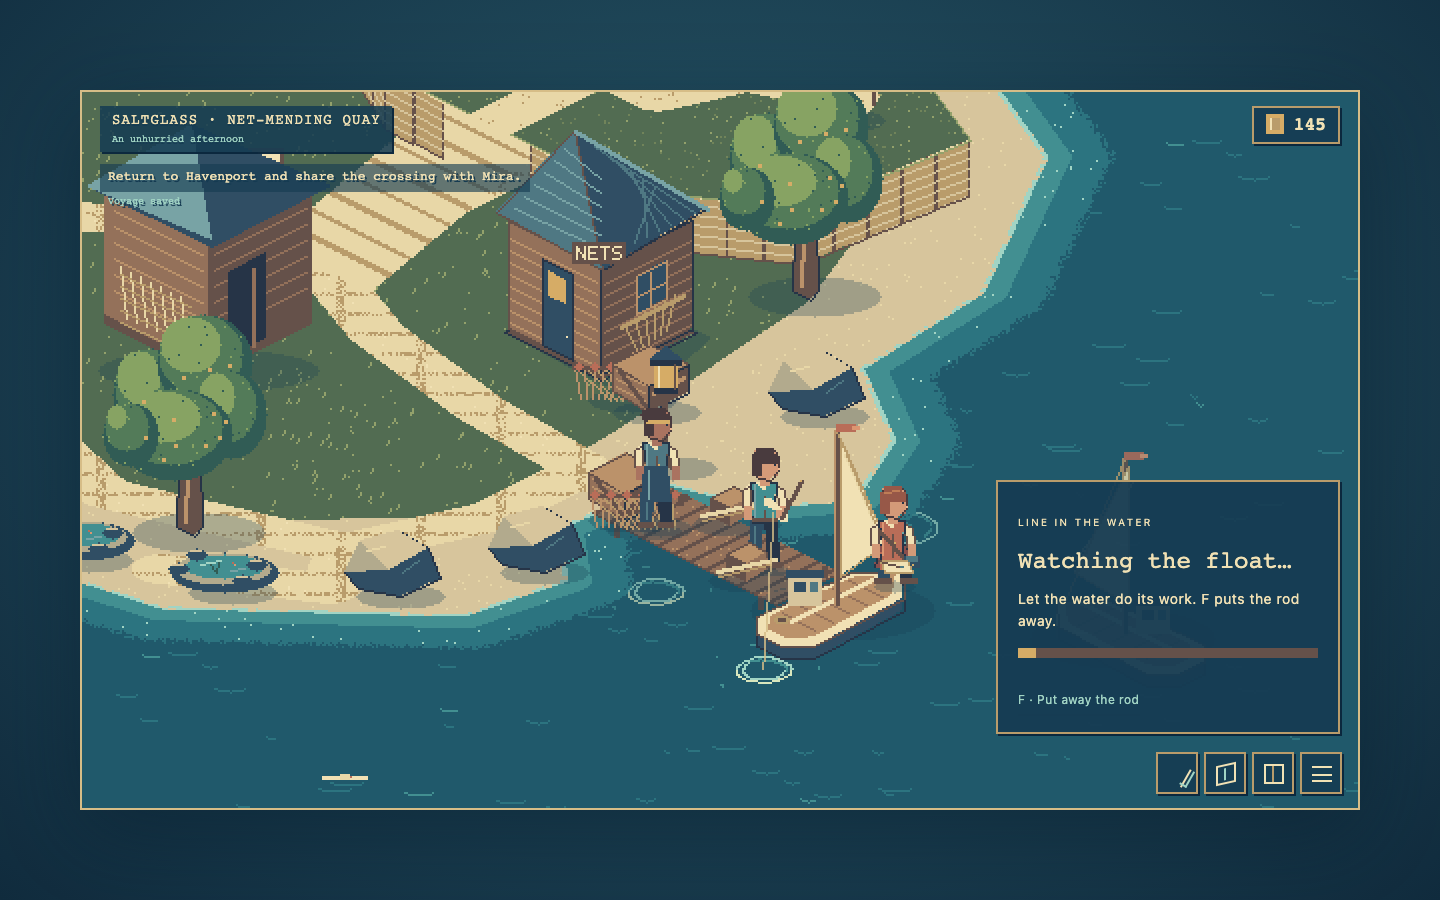 SALTGLASS · NET-MENDING QUAY
An unhurried afternoon
145
Return to Havenport and share the crossing with Mira.
Voyage saved
NETS
LINE IN THE WATER
Watching the float…
Let the water do its work. F puts the rod
away.
F · Put away the rod